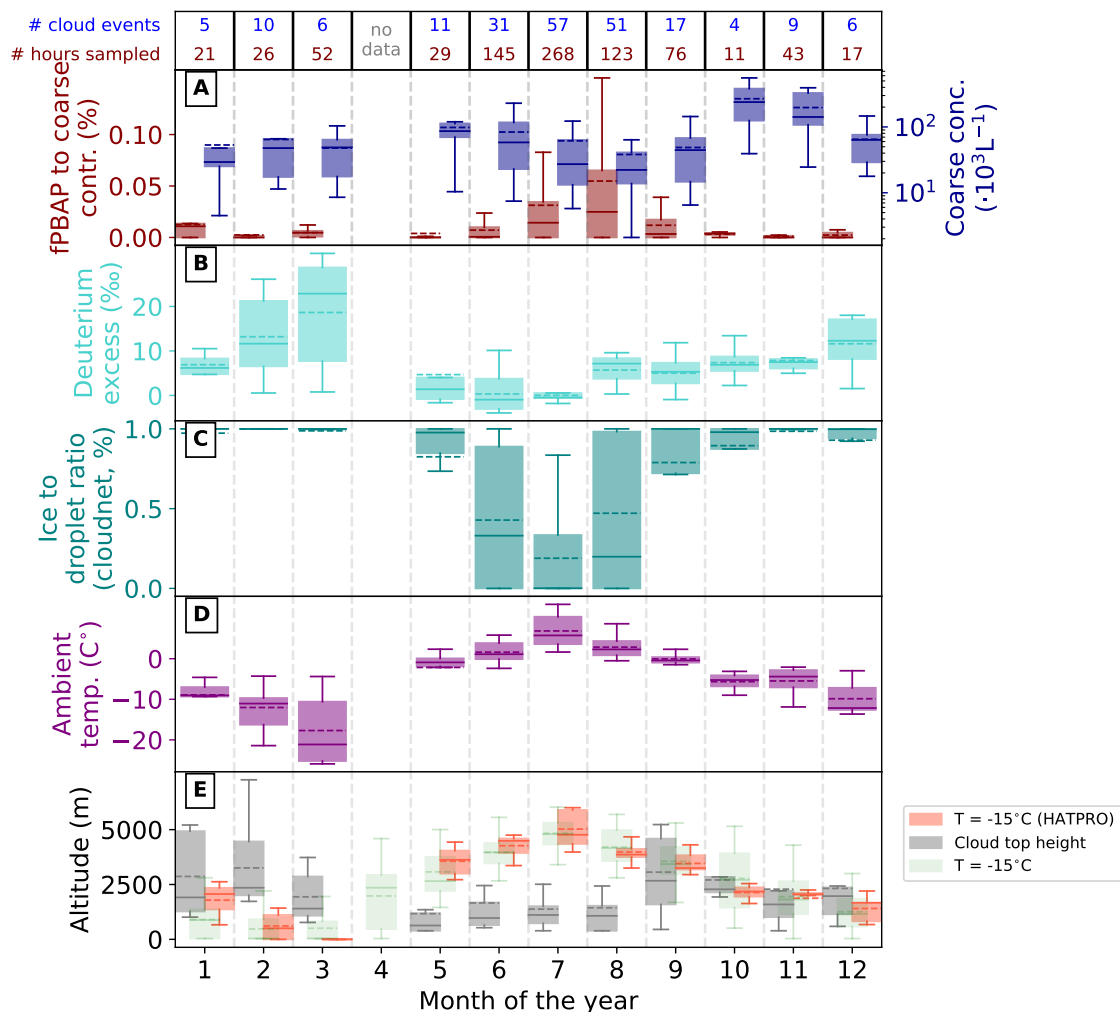 # cloud events 5 10 6 no data 11 31 57 51 17 4 9 6
# hours sampled 21 26 52 29 145 268 123 76 11 43 17
A
fPBAP to coarse
contr. (%)
0.10
0.05
0.00
Coarse conc.
(·10³L⁻¹)
10²
10¹
B
Deuterium
excess (‰)
20
10
0
C
Ice to
droplet ratio
(cloudnet, %)
1.0
0.5
0.0
D
Ambient
temp. (C°)
0
−10
−20
E
Altitude (m)
5000
2500
0
T = -15°C (HATPRO)
Cloud top height
T = -15°C
1 2 3 4 5 6 7 8 9 10 11 12
Month of the year